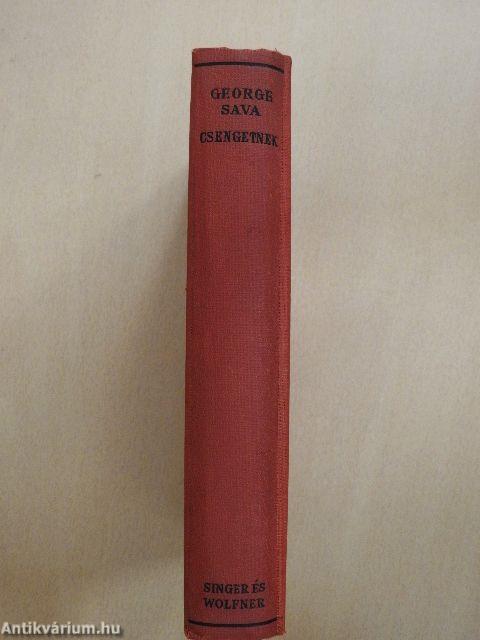 GEORGE
SAVA
CSENGETNEK
SINGER ÉS
WOLFNER
Antikvárium.hu